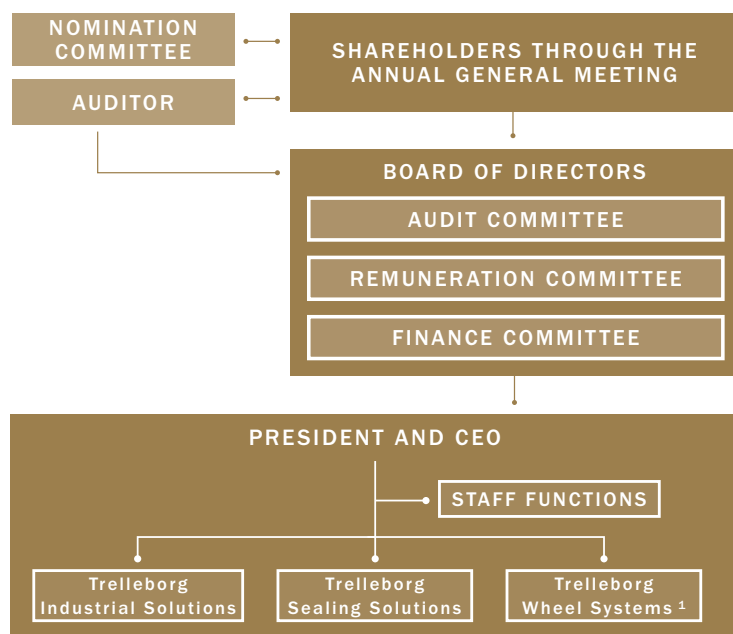 NOMINATION
COMMITTEE
SHAREHOLDERS THROUGH THE
ANNUAL GENERAL MEETING
AUDITOR
BOARD OF DIRECTORS
AUDIT COMMITTEE
REMUNERATION COMMITTEE
FINANCE COMMITTEE
PRESIDENT AND CEO
STAFF FUNCTIONS
Trelleborg
Industrial Solutions
Trelleborg
Sealing Solutions
Trelleborg
Wheel Systems ¹